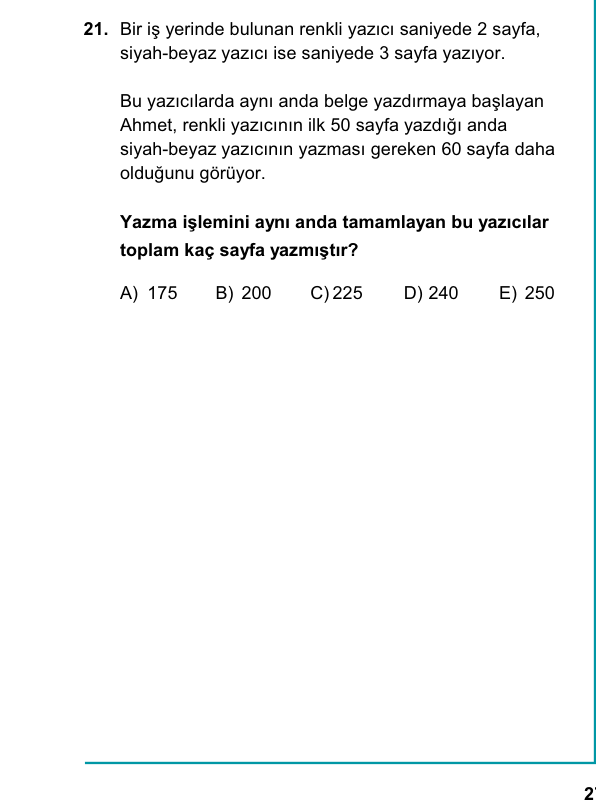 21. Bir iş yerinde bulunan renkli yazıcı saniyede 2 sayfa,
siyah-beyaz yazıcı ise saniyede 3 sayfa yazıyor.
Bu yazıcılarda aynı anda belge yazdırmaya başlayan
Ahmet, renkli yazıcının ilk 50 sayfa yazdığı anda
siyah-beyaz yazıcının yazması gereken 60 sayfa daha
olduğunu görüyor.
Yazma işlemini aynı anda tamamlayan bu yazıcılar
toplam kaç sayfa yazmıştır?
A) 175 B) 200 C) 225 D) 240 E) 250